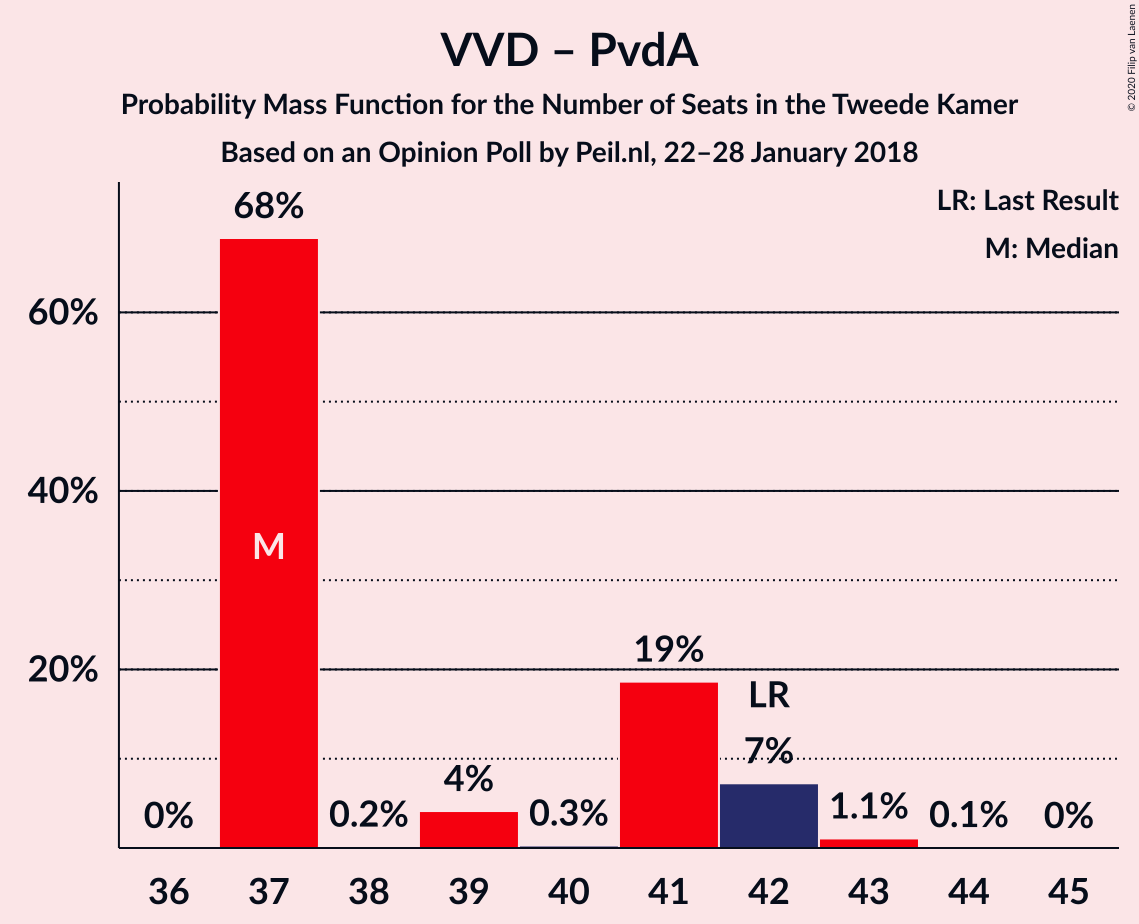 VVD – PvdA
Probability Mass Function for the Number of Seats in the Tweede Kamer
Based on an Opinion Poll by Peil.nl, 22–28 January 2018
© 2020 Filip van Laenen
LR: Last Result
M: Median
68%
60%
40%
M
19%
20%
LR
7%
4%
0%
0.2%
0.3%
1.1%
0.1%
0%
36 37 38 39 40 41 42 43 44 45